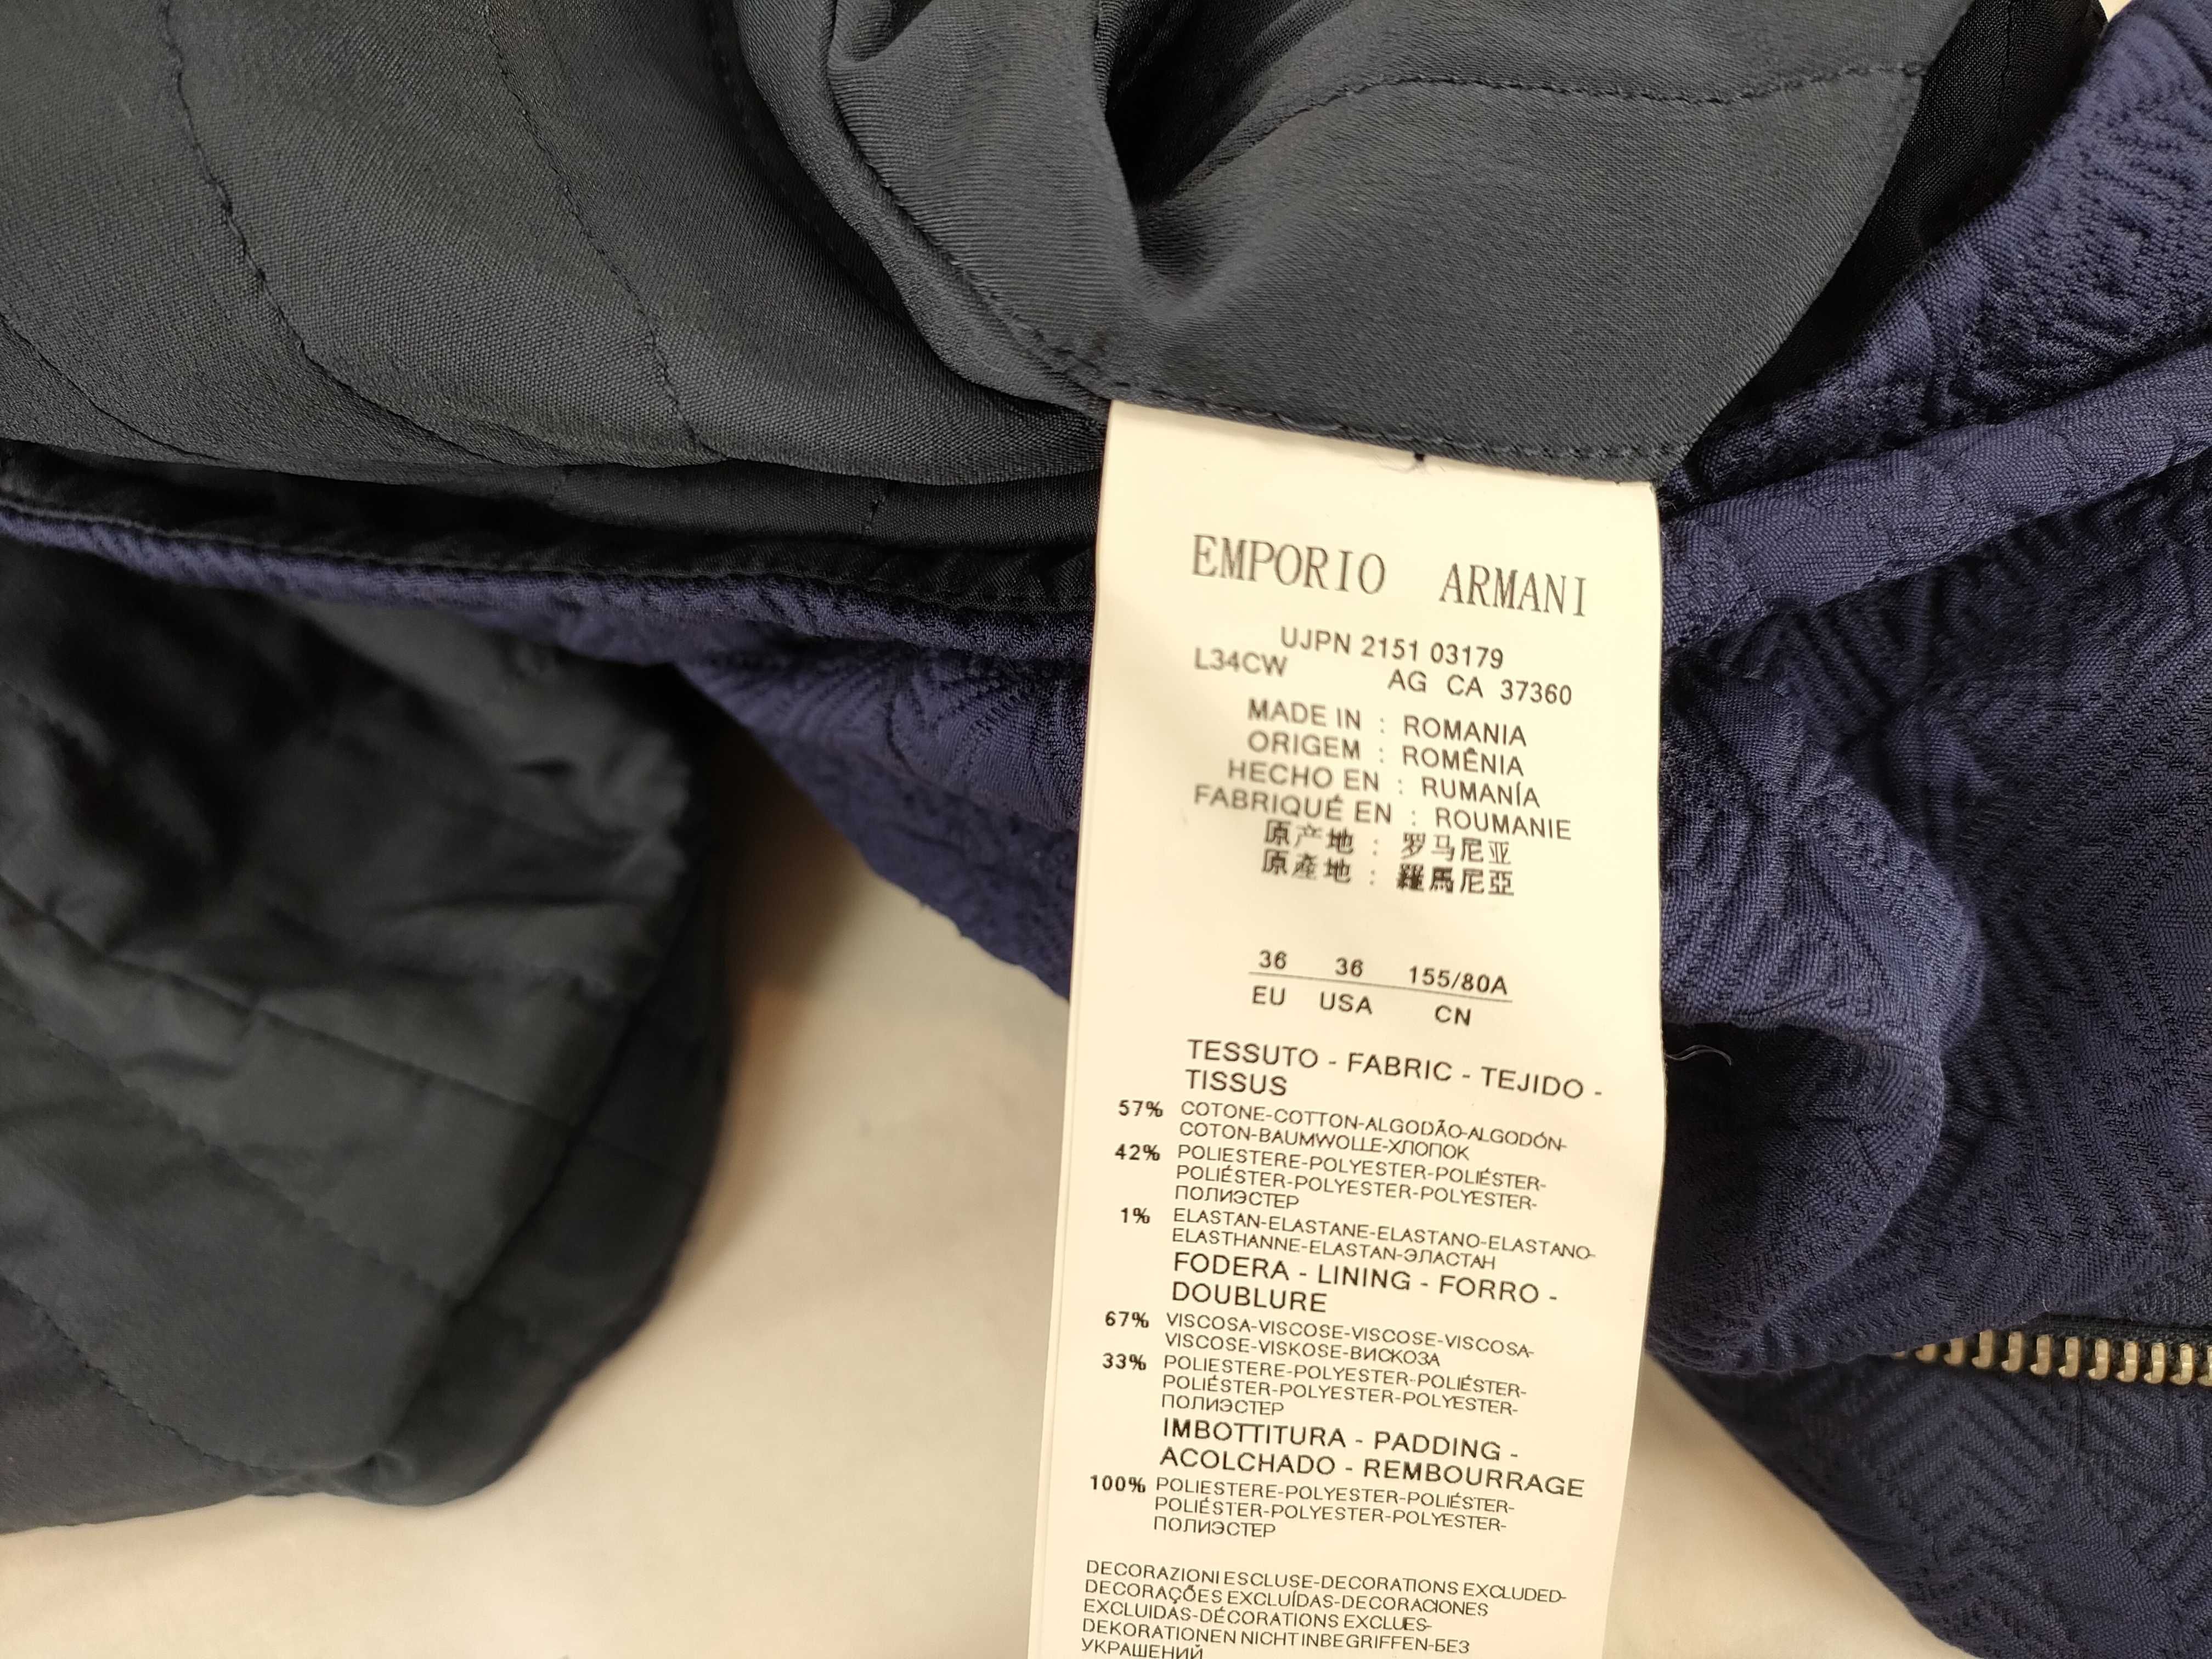 EMPORIO ARMANI
UJPN 2151 03179
L34CW AG CA 37360
MADE IN : ROMANIA
ORIGEM : ROMÊNIA
HECHO EN : RUMANÍA
FABRIQUÉ EN : ROUMANIE
原产地 : 罗马尼亚
原產地 : 羅馬尼亞
36 36 155/80A
EU USA CN
TESSUTO - FABRIC - TEJIDO -
TISSUS
57% COTONE-COTTON-ALGODÃO-ALGODÓN-
COTON-BAUMWOLLE-ХЛОПОК
42% POLIESTERE-POLYESTER-POLIÉSTER-
POLIÉSTER-POLYESTER-POLYESTER-
ПОЛИЭСТЕР
1% ELASTAN-ELASTANE-ELASTANO-ELASTANO-
ELASTHANNE-ELASTAN-ЭЛАСТАН
FODERA - LINING - FORRO -
DOUBLURE
67% VISCOSA-VISCOSE-VISCOSE-VISCOSA-
VISCOSE-VISKOSE-ВИСКОЗА
33% POLIESTERE-POLYESTER-POLIÉSTER-
POLIÉSTER-POLYESTER-POLYESTER-
ПОЛИЭСТЕР
IMBOTTITURA - PADDING -
ACOLCHADO - REMBOURRAGE
100% POLIESTERE-POLYESTER-POLIÉSTER-
POLIÉSTER-POLYESTER-POLYESTER-
ПОЛИЭСТЕР
DECORAZIONI ESCLUSE-DECORATIONS EXCLUDED-
DECORAÇÕES EXCLUÍDAS-DECORACIONES
EXCLUIDAS-DÉCORATIONS EXCLUES-
DEKORATIONEN NICHT INBEGRIFFEN-БЕЗ
УКРАШЕНИЙ